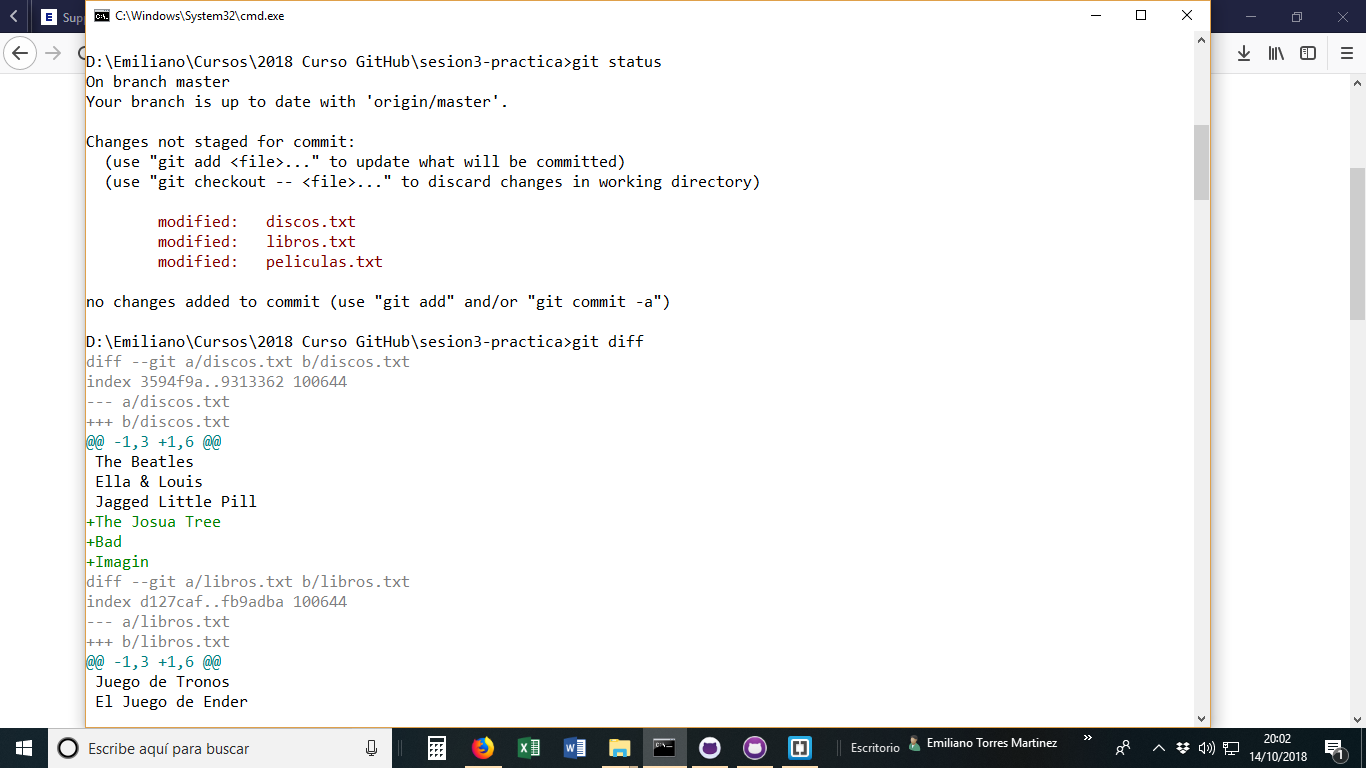 Sup
C:\Windows\System32\cmd.exe
D:\Emiliano\Cursos\2018 Curso GitHub\sesion3-practica>git status
On branch master
Your branch is up to date with 'origin/master'.
Changes not staged for commit:
(use "git add <file>..." to update what will be committed)
(use "git checkout -- <file>..." to discard changes in working directory)
modified:   discos.txt
modified:   libros.txt
modified:   peliculas.txt
no changes added to commit (use "git add" and/or "git commit -a")
D:\Emiliano\Cursos\2018 Curso GitHub\sesion3-practica>git diff
diff --git a/discos.txt b/discos.txt
index 3594f9a..9313362 100644
--- a/discos.txt
+++ b/discos.txt
@@ -1,3 +1,6 @@
The Beatles
Ella & Louis
Jagged Little Pill
+The Josua Tree
+Bad
+Imagin
diff --git a/libros.txt b/libros.txt
index d127caf..fb9adba 100644
--- a/libros.txt
+++ b/libros.txt
@@ -1,3 +1,6 @@
Juego de Tronos
El Juego de Ender
Escribe aquí para buscar
Escritorio
Emiliano Torres Martinez
20:02
14/10/2018
1